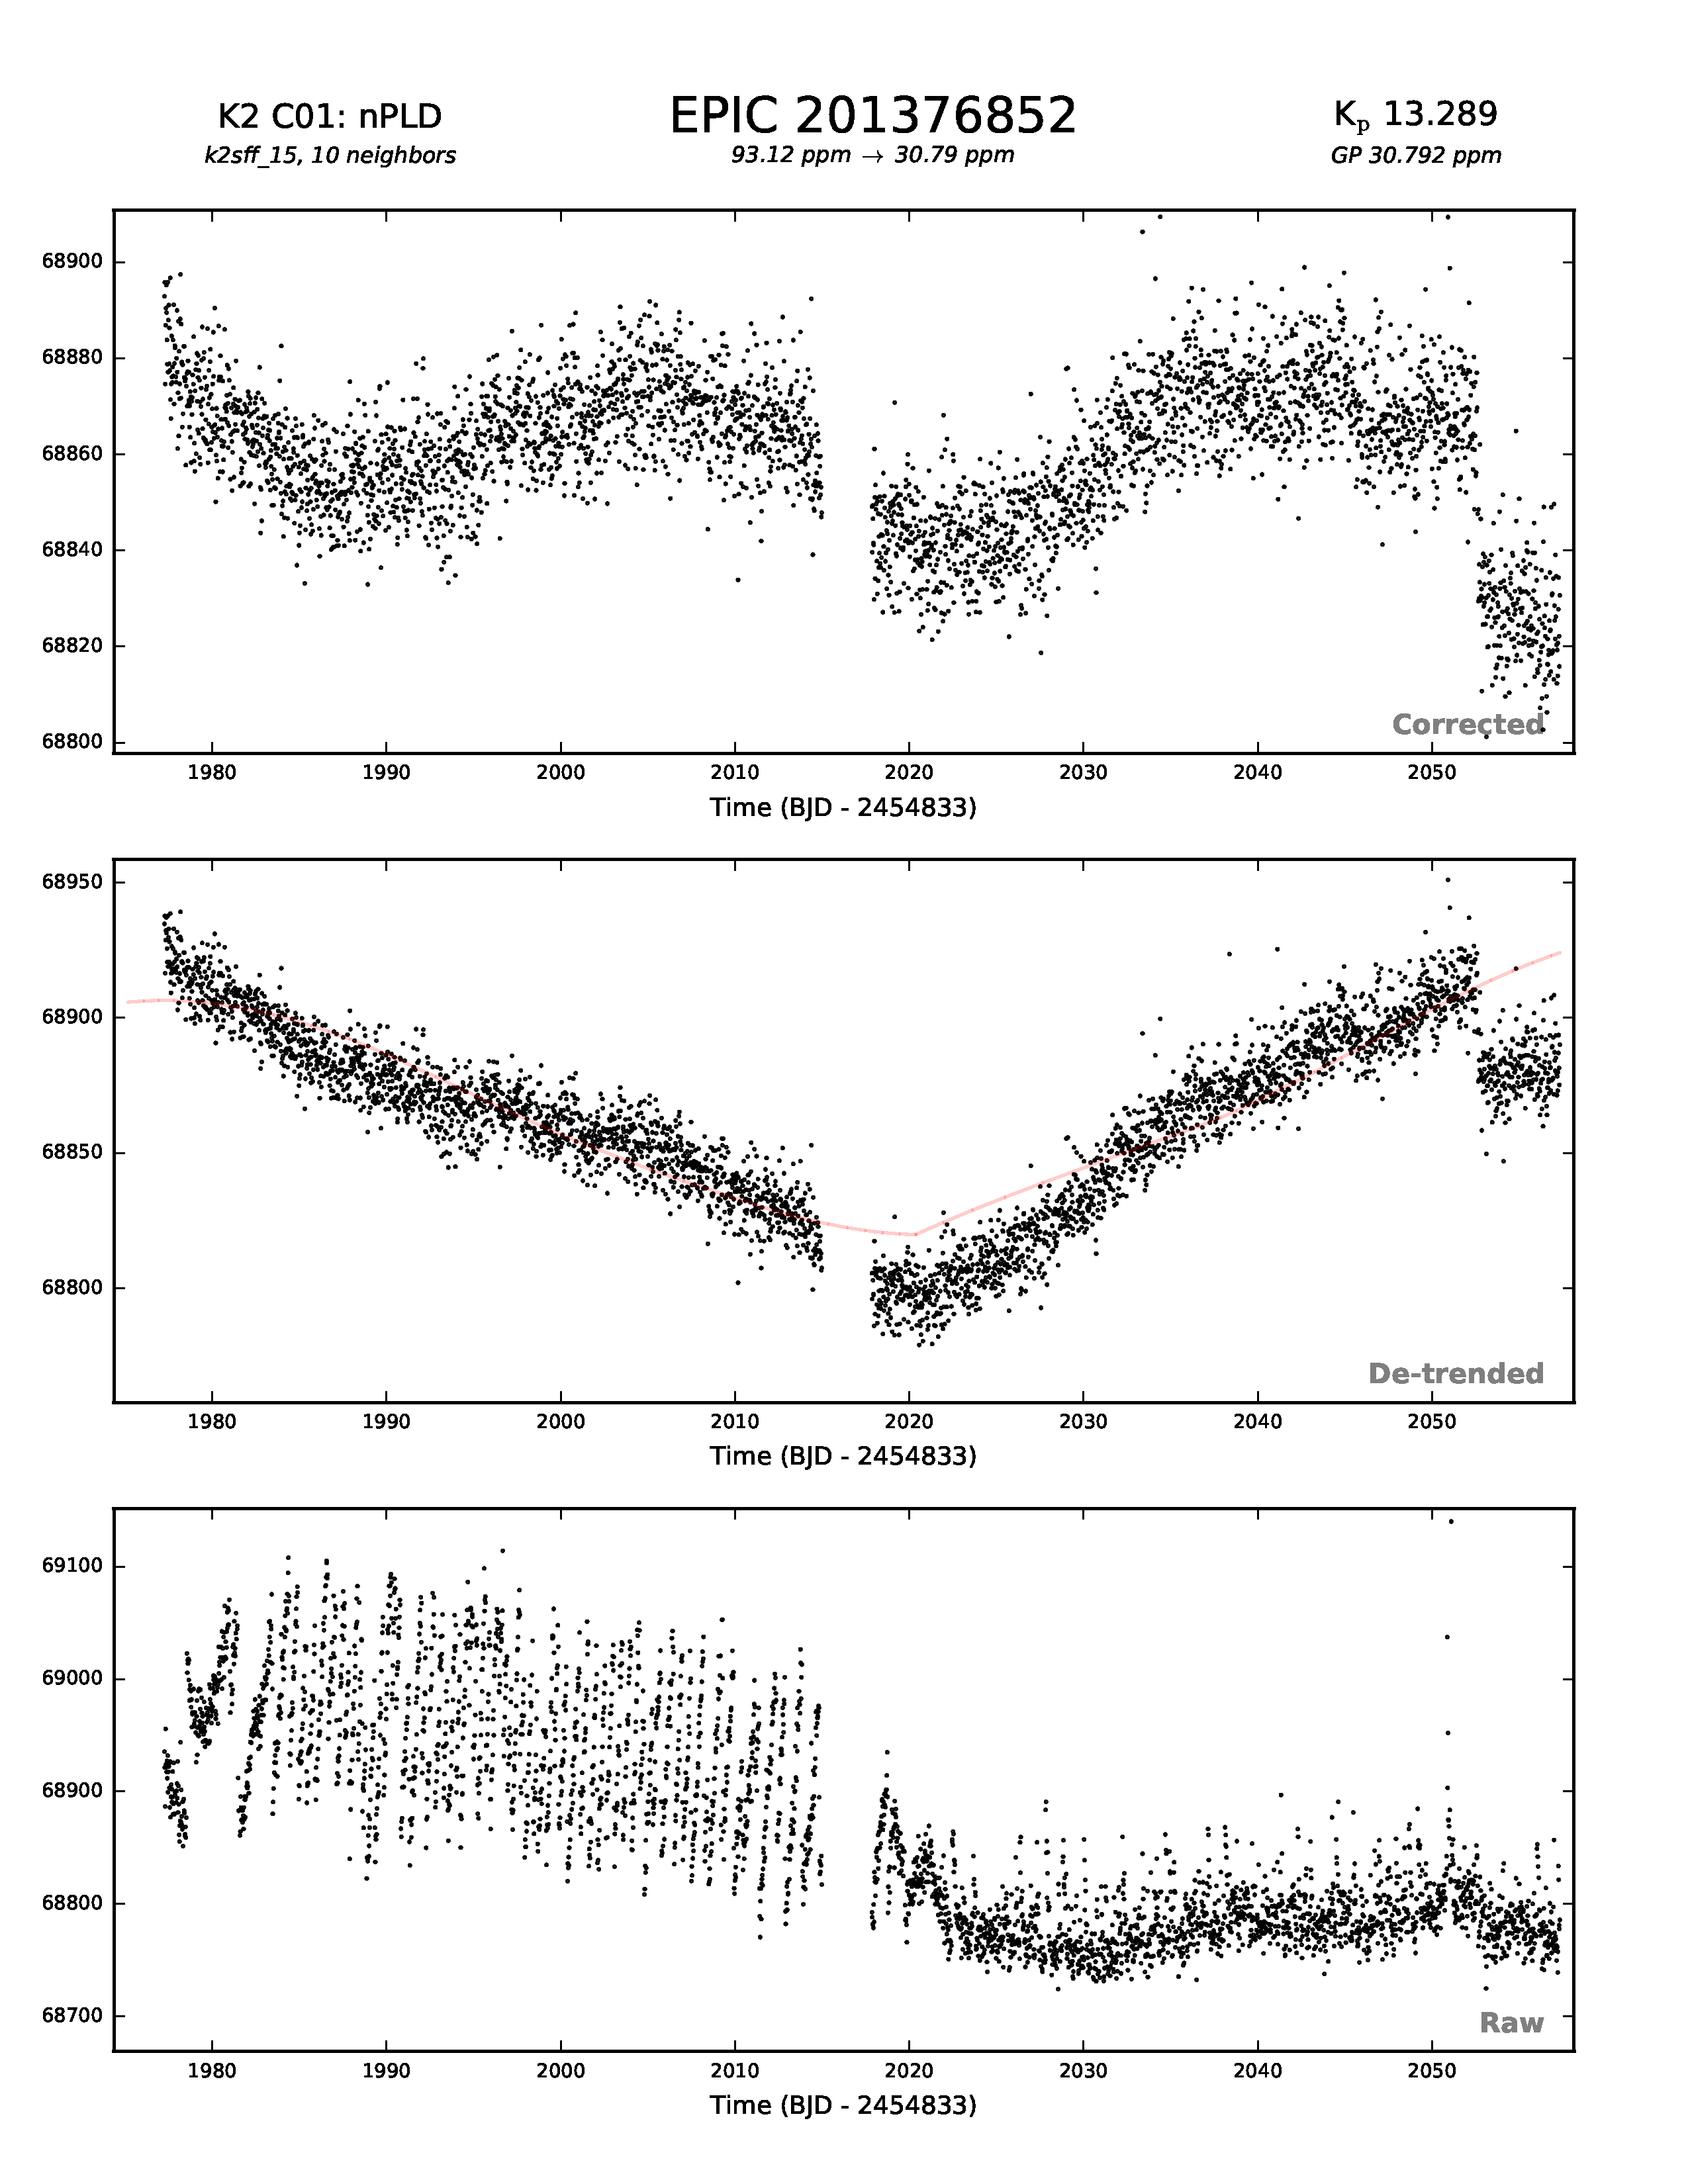 K2 C01: nPLD
EPIC 201376852
Kp 13.289
k2sff_15, 10 neighbors
93.12 ppm → 30.79 ppm
GP 30.792 ppm
68900
68880
68860
68840
68820
68800
Corrected
1980 1990 2000 2010 2020 2030 2040 2050
Time (BJD - 2454833)
68950
68900
68850
68800
De-trended
1980 1990 2000 2010 2020 2030 2040 2050
Time (BJD - 2454833)
69100
69000
68900
68800
68700
Raw
1980 1990 2000 2010 2020 2030 2040 2050
Time (BJD - 2454833)